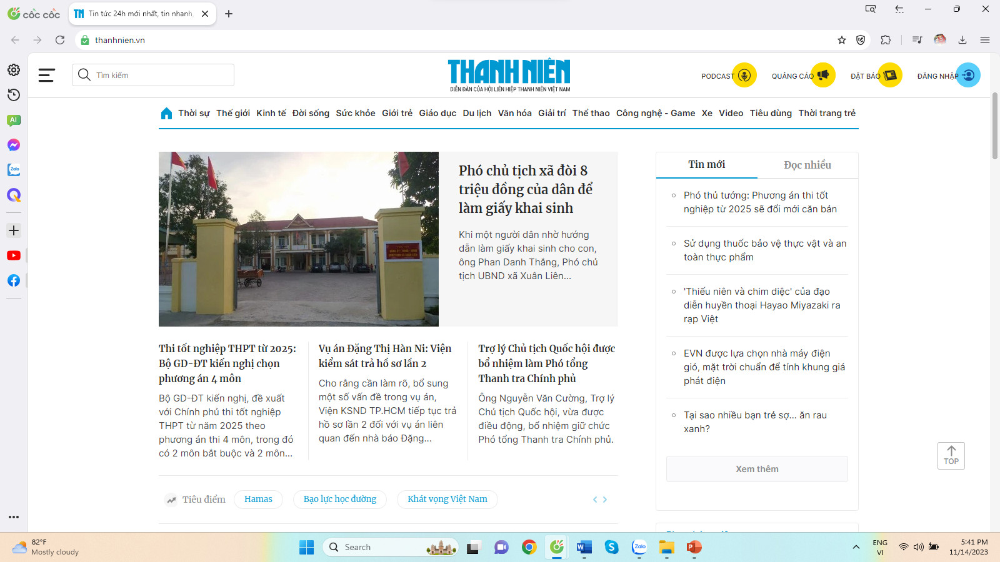 cốc cốc
Tin tức 24h mới nhất, tin nhanh,
thanhnien.vn
AI
Zalo
Tìm kiếm
THANH NIÊN
DIỄN ĐÀN CỦA HỘI LIÊN HIỆP THANH NIÊN VIỆT NAM
PODCAST
QUẢNG CÁO
ĐẶT BÁO
ĐĂNG NHẬP
Thời sự Thế giới Kinh tế Đời sống Sức khỏe Giới trẻ Giáo dục Du lịch Văn hóa Giải trí Thể thao Công nghệ - Game Xe Video Tiêu dùng Thời trang trẻ
Phó chủ tịch xã đòi 8
triệu đồng của dân để
làm giấy khai sinh
Khi một người dân nhờ hướng
dẫn làm giấy khai sinh cho con,
ông Phan Danh Thắng, Phó chủ
tịch UBND xã Xuân Liên...
Thi tốt nghiệp THPT từ 2025:
Bộ GD-ĐT kiến nghị chọn
phương án 4 môn
Bộ GD-ĐT kiến nghị, đề xuất
với Chính phủ thi tốt nghiệp
THPT từ năm 2025 theo
phương án thi 4 môn, trong đó
có 2 môn bắt buộc và 2 môn...
Vụ án Đặng Thị Hàn Ni: Viện
kiểm sát trả hồ sơ lần 2
Cho rằng cần làm rõ, bổ sung
một số vấn đề trong vụ án,
Viện KSND TP.HCM tiếp tục trả
hồ sơ lần 2 đối với vụ án liên
quan đến nhà báo Đặng...
Trợ lý Chủ tịch Quốc hội được
bổ nhiệm làm Phó tổng
Thanh tra Chính phủ
Ông Nguyễn Văn Cường, Trợ lý
Chủ tịch Quốc hội, vừa được
điều động, bổ nhiệm giữ chức
Phó tổng Thanh tra Chính phủ.
Tiêu điểm
Hamas
Bạo lực học đường
Khát vọng Việt Nam
Tin mới
Đọc nhiều
Phó thủ tướng: Phương án thi tốt
nghiệp từ 2025 sẽ đổi mới căn bản
Sử dụng thuốc bảo vệ thực vật và an
toàn thực phẩm
'Thiếu niên và chim diệc' của đạo
diễn huyền thoại Hayao Miyazaki ra
rạp Việt
EVN được lựa chọn nhà máy điện
gió, mặt trời chuẩn để tính khung giá
phát điện
Tại sao nhiều bạn trẻ sợ... ăn rau
xanh?
Xem thêm
TOP
82°F
Mostly cloudy
Search
Zalo
ENG
VI
5:41 PM
11/14/2023